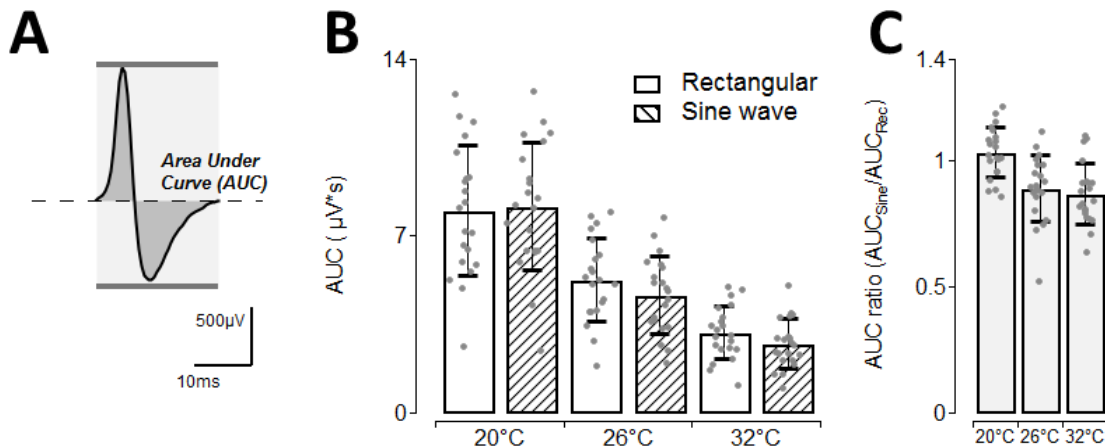 A
Area Under
Curve (AUC)
500µV
10ms
B
14
7
0
AUC ( µV*s)
Rectangular
Sine wave
20°C
26°C
32°C
C
1.4
1
0.5
0
AUC ratio (AUCSine/AUCRec)
20°C
26°C
32°C